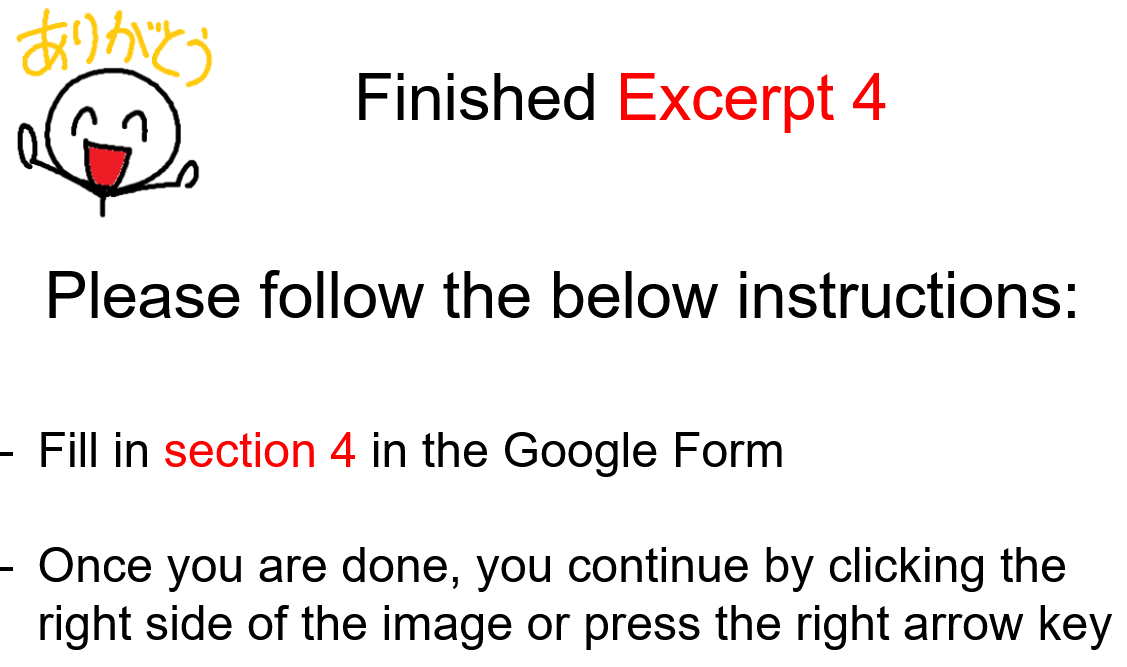 ありがとう
Finished Excerpt 4
Please follow the below instructions:
- Fill in section 4 in the Google Form
- Once you are done, you continue by clicking the
right side of the image or press the right arrow key